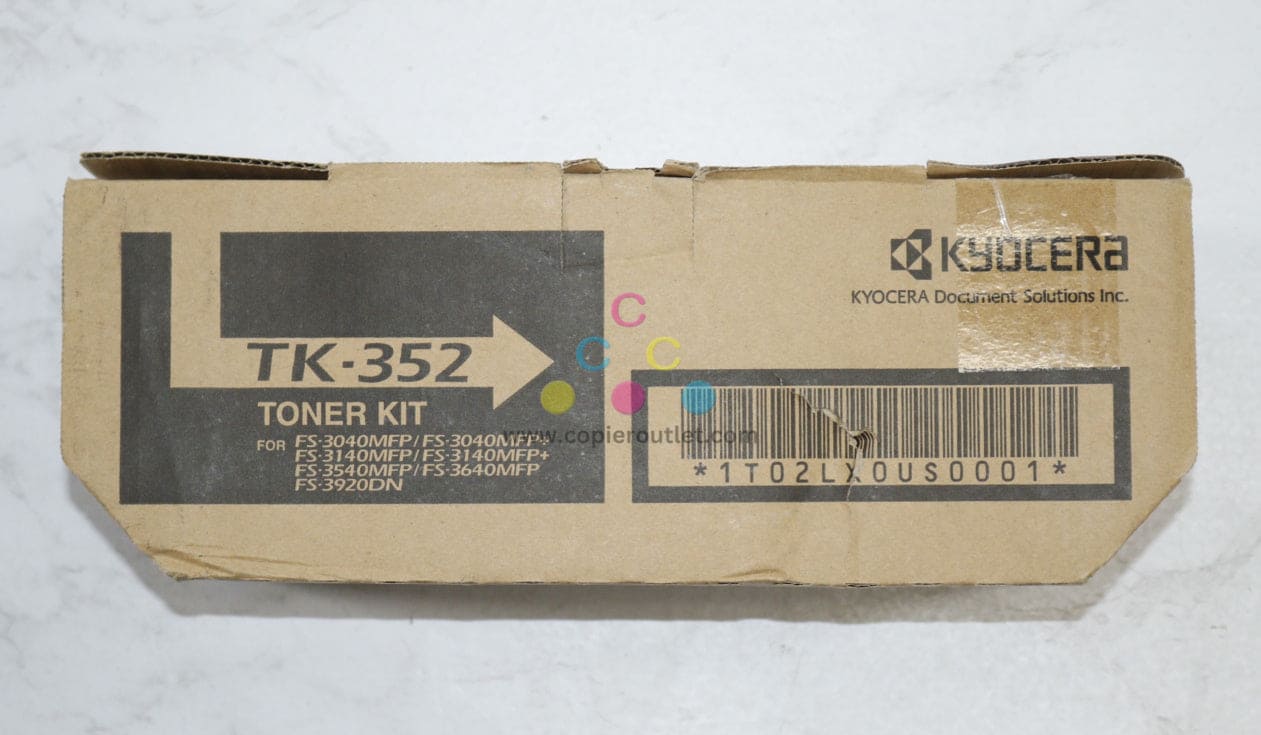 KYOCERA
KYOCERA Document Solutions Inc.
TK-352
TONER KIT
FOR FS-3040MFP/FS-3040MFP+
FS-3140MFP/FS-3140MFP+
FS-3540MFP/FS-3640MFP
FS-3920DN
*1T02LX0US0001*
C
C C
www.copieroutlet.com